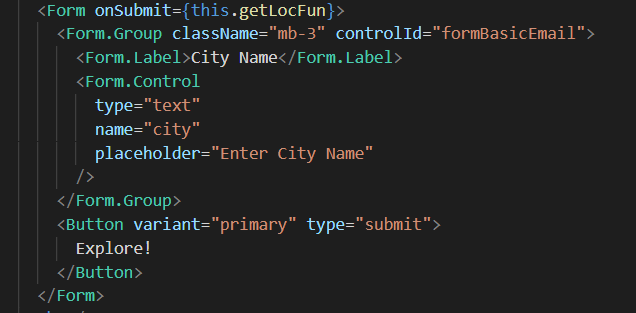 <Form onSubmit={this.getLocFun}>
<Form.Group className="mb-3" controlId="formBasicEmail">
<Form.Label>City Name</Form.Label>
<Form.Control
type="text"
name="city"
placeholder="Enter City Name"
/>
</Form.Group>
<Button variant="primary" type="submit">
Explore!
</Button>
</Form>